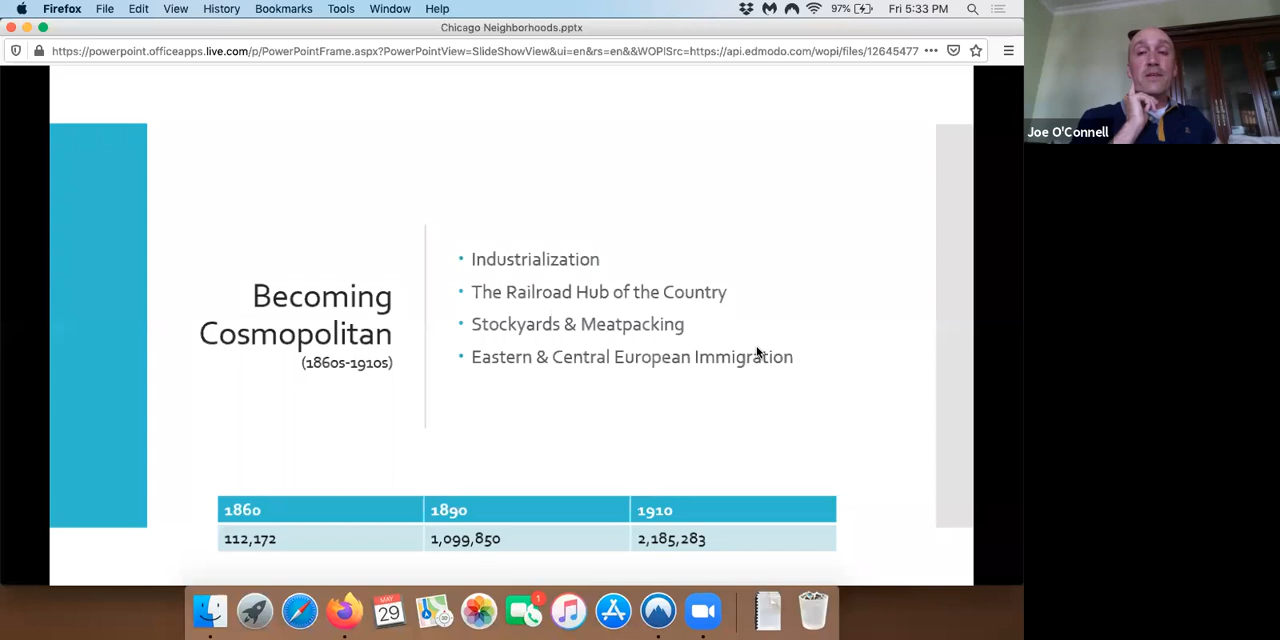 Firefox File Edit View History Bookmarks Tools Window Help 97% Fri 5:33 PM
Chicago Neighborhoods.pptx
https://powerpoint.officeapps.live.com/p/PowerPointFrame.aspx?PowerPointView=SlideShowView&ui=en&rs=en&&WOPISrc=https://api.edmodo.com/wopi/files/12645477
Joe O'Connell
Becoming
Cosmopolitan
(1860s-1910s)
• Industrialization
• The Railroad Hub of the Country
• Stockyards & Meatpacking
• Eastern & Central European Immigration
1860 1890 1910
112,172 1,099,850 2,185,283
MAY
29
1